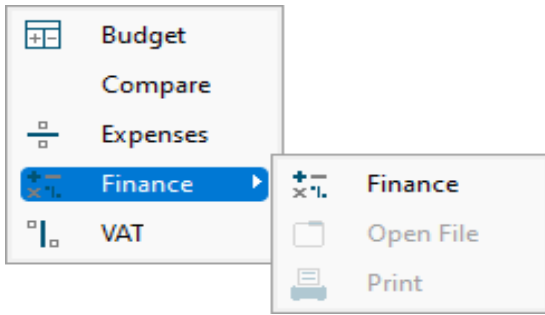 Budget
Compare
Expenses
Finance
VAT
Finance
Open File
Print